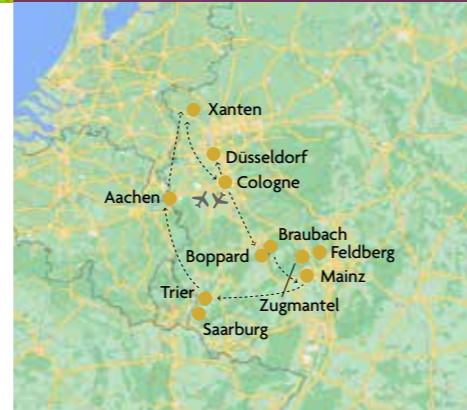 Xanten
Düsseldorf
Cologne
Aachen
Braubach
Boppard
Feldberg
Mainz
Trier
Zugmantel
Saarburg